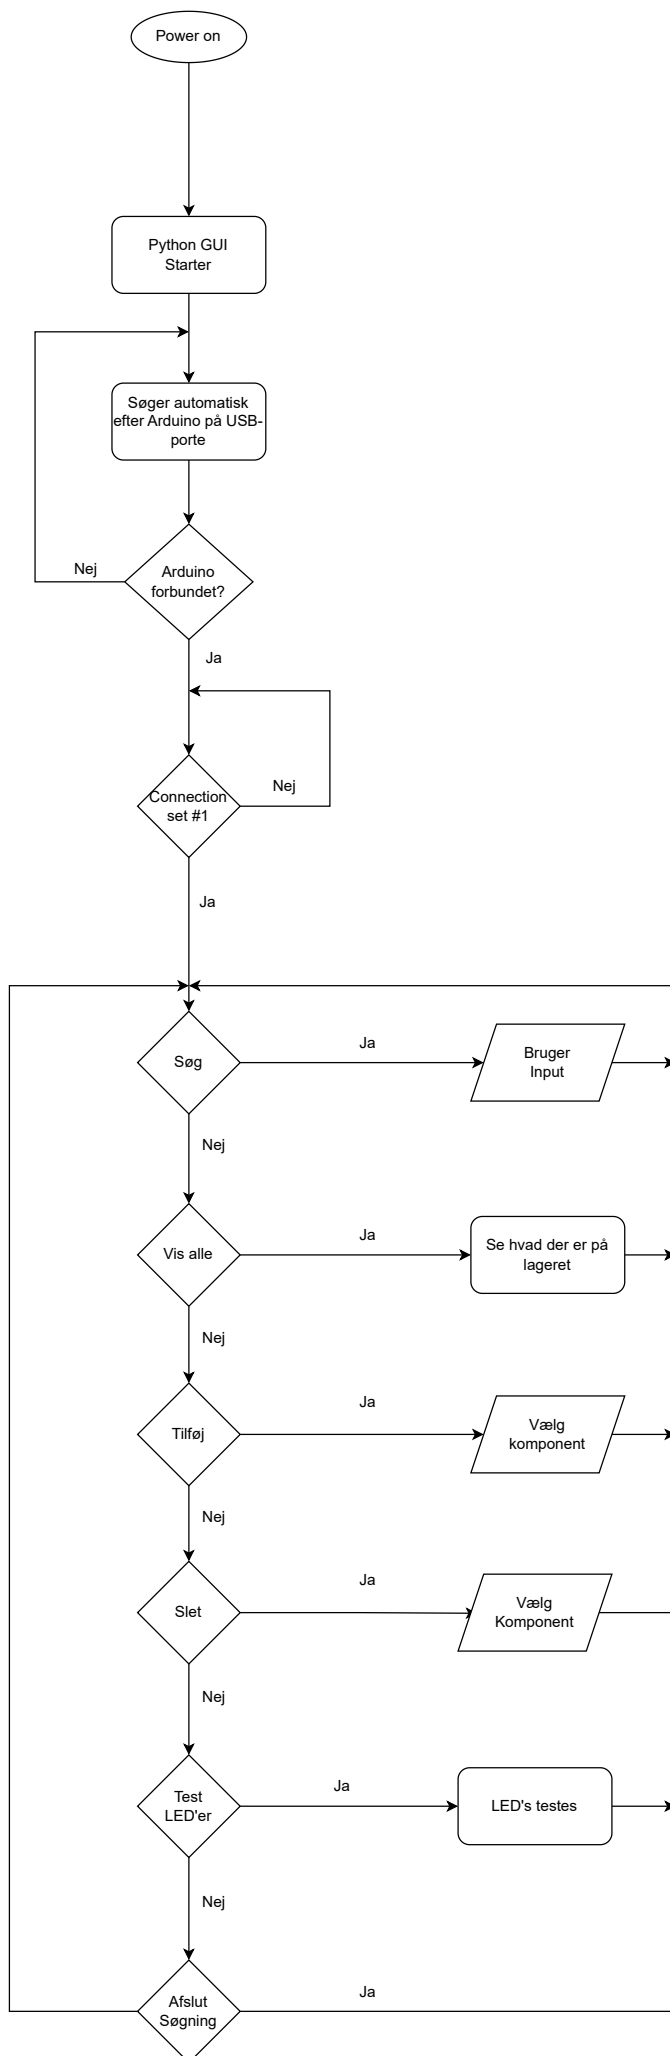 Power on
Python GUI
Starter
Søger automatisk
efter Arduino på USB-
porte
Nej
Arduino
forbundet?
Ja
Nej
Connection
set #1
Ja
Søg
Ja
Bruger
Input
Nej
Vis alle
Ja
Se hvad der er på
lageret
Nej
Tilføj
Ja
Vælg
komponent
Nej
Slet
Ja
Vælg
Komponent
Nej
Test
LED'er
Ja
LED's testes
Nej
Afslut
Søgning
Ja